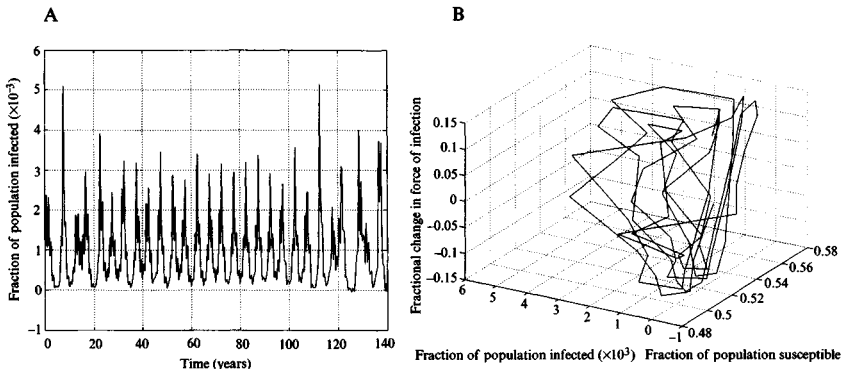 A
Fraction of population infected (×10⁻³)
6
5
4
3
2
1
0
−1
0 20 40 60 80 100 120 140
Time (years)
B
Fractional change in force of infection
0.15
0.1
0.05
0
−0.05
−0.1
−0.15
6 5 4 3 2 1 0 −1
0.48 0.5 0.52 0.54 0.56 0.58
Fraction of population infected (×10³) Fraction of population susceptible